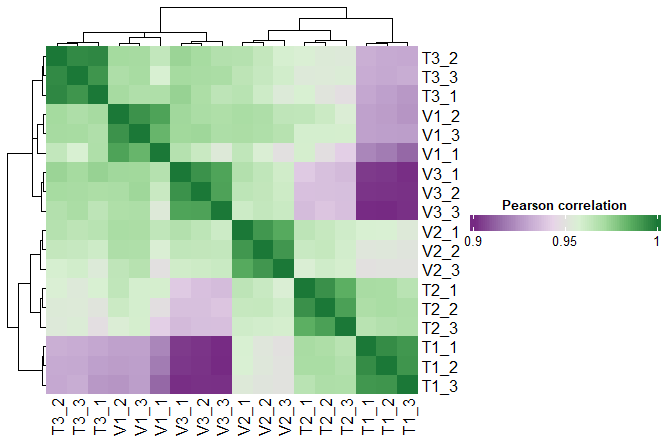 T3_2
T3_3
T3_1
V1_2
V1_3
V1_1
V3_1
V3_2
V3_3
V2_1
V2_2
V2_3
T2_1
T2_2
T2_3
T1_1
T1_2
T1_3
Pearson correlation
0.9 0.95 1
T3_2 T3_3 T3_1 V1_2 V1_3 V1_1 V3_1 V3_2 V3_3 V2_1 V2_2 V2_3 T2_1 T2_2 T2_3 T1_1 T1_2 T1_3